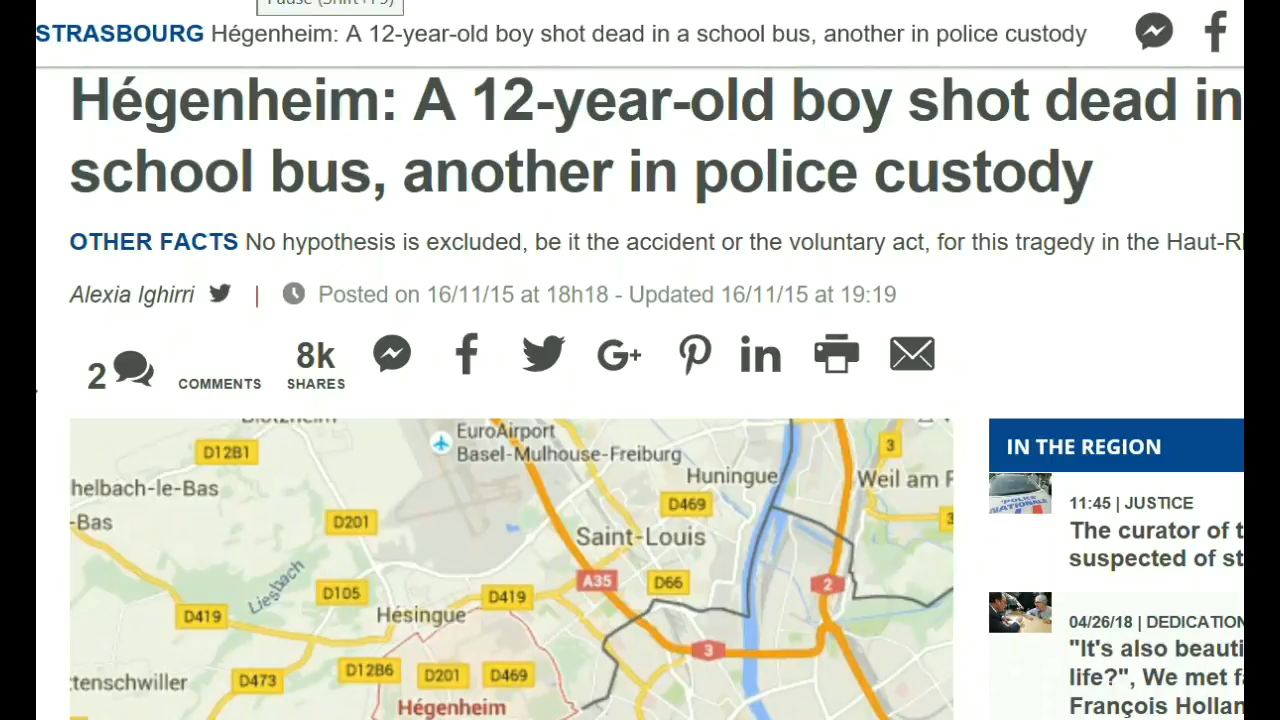 STRASBOURG Hégenheim: A 12-year-old boy shot dead in a school bus, another in police custody
Hégenheim: A 12-year-old boy shot dead in
school bus, another in police custody
OTHER FACTS No hypothesis is excluded, be it the accident or the voluntary act, for this tragedy in the Haut-R
Alexia Ighirri | Posted on 16/11/15 at 18h18 - Updated 16/11/15 at 19:19
2 COMMENTS
8k SHARES
EuroAirport
Basel-Mulhouse-Freiburg
D12B1
3
Huningue
Weil am
helbach-le-Bas
D469
-Bas
D201
3
Saint-Louis
Liesbach
A35
D66
2
D105
D419
D419
Hésingue
3
D12B6
D201
D469
tenschwiller
D473
Hégenheim
IN THE REGION
POLICE
NATIONALE
11:45 | JUSTICE
The curator of t
suspected of st
04/26/18 | DEDICATION
"It's also beauti
life?", We met f
François Hollan